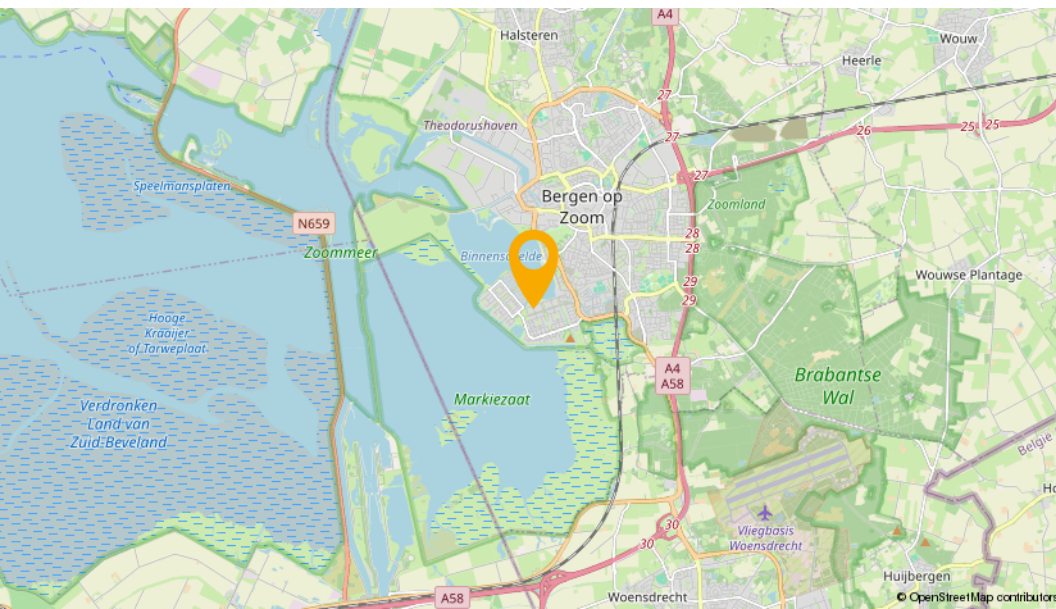 A4
Halsteren
Wouw
Heerle
27
Theodorushaven
27
26
25
25
27
Speelmansplaten
Bergen op
Zoom
Zoomland
N659
28
28
Zoommeer
Binnenschelde
Wouwse Plantage
29
29
Hooge
Kraaijer
of Tarweplaat
A4
A58
Brabantse
Wal
Markiezaat
Verdronken
Land van
Zuid-Beveland
België
30
30
Vliegbasis
Woensdrecht
Huijbergen
A58
Woensdrecht
© OpenStreetMap contributors